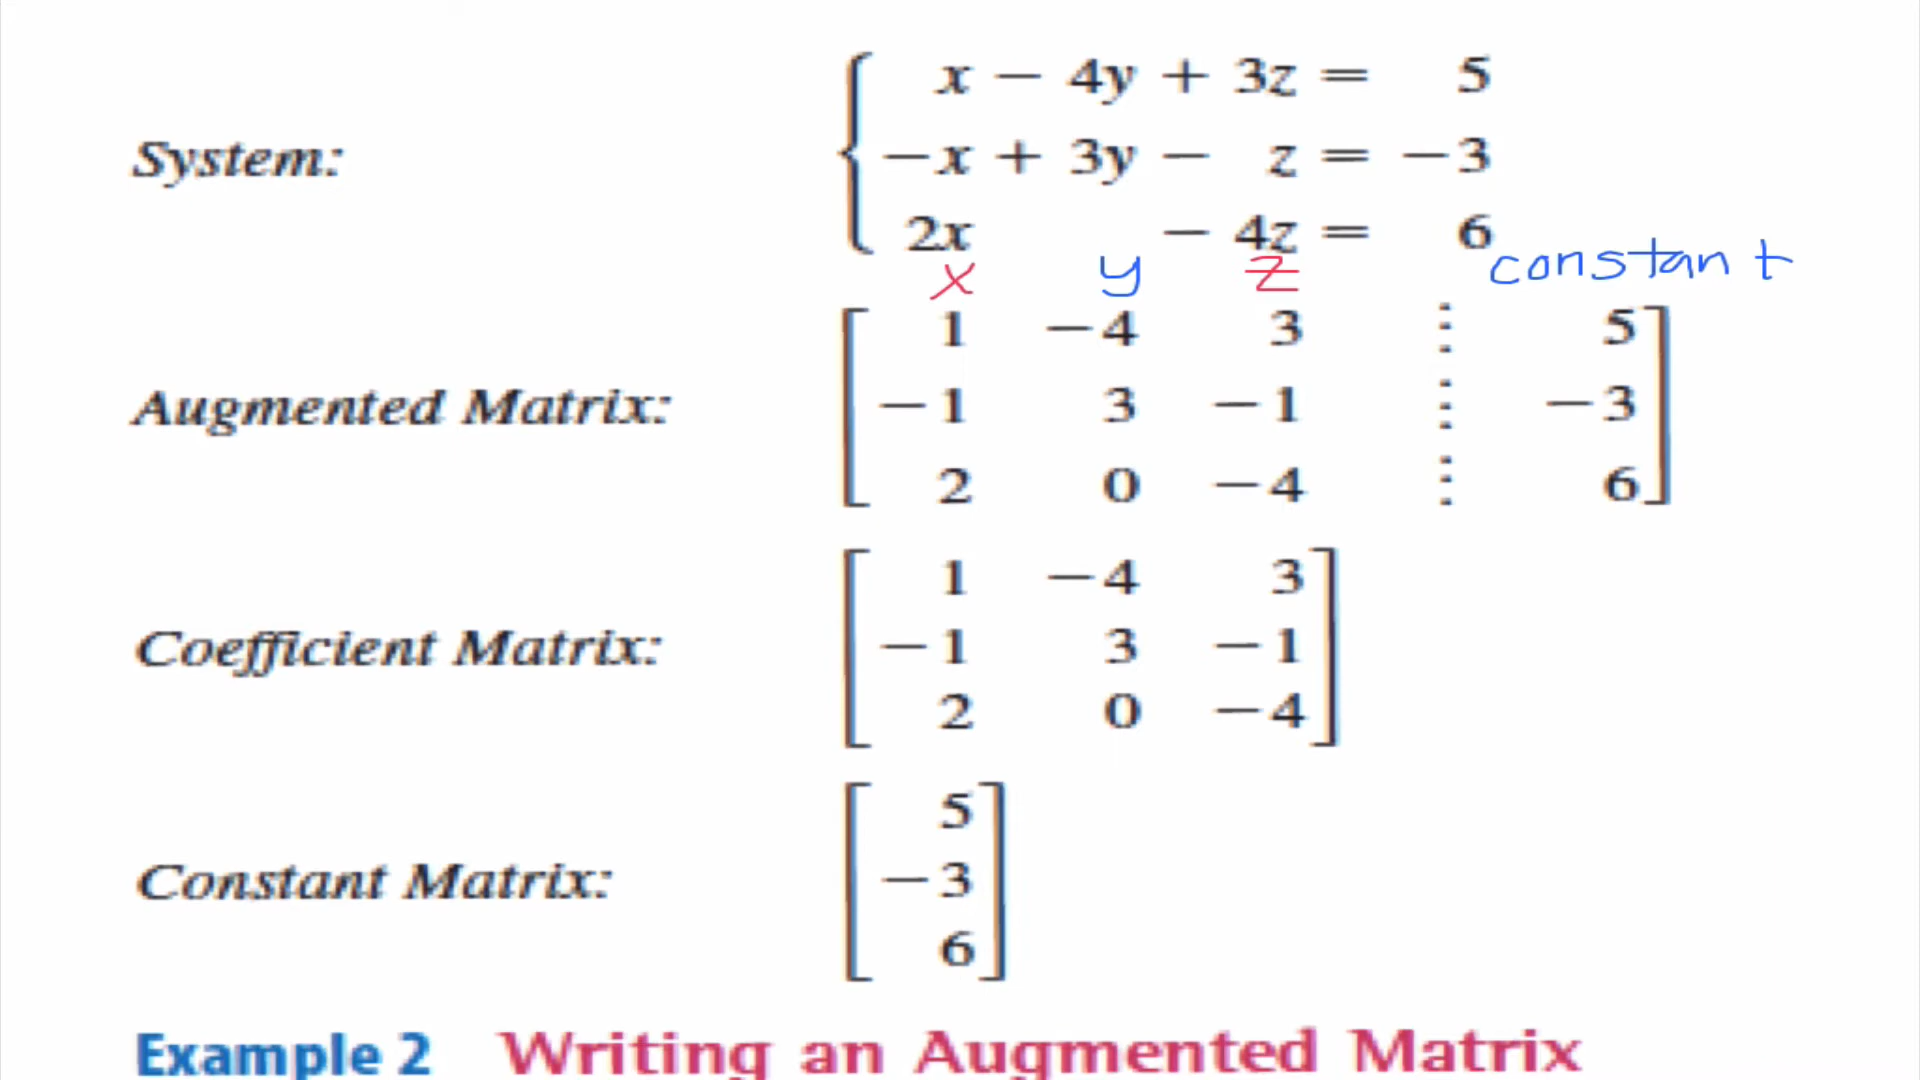 x − 4y + 3z = 5
System: −x + 3y − z = −3
2x − 4z = 6
x y z constant
1 −4 3 ⋮ 5
Augmented Matrix: −1 3 −1 ⋮ −3
2 0 −4 ⋮ 6
1 −4 3
Coefficient Matrix: −1 3 −1
2 0 −4
5
Constant Matrix: −3
6
Example 2 Writing an Augmented Matrix